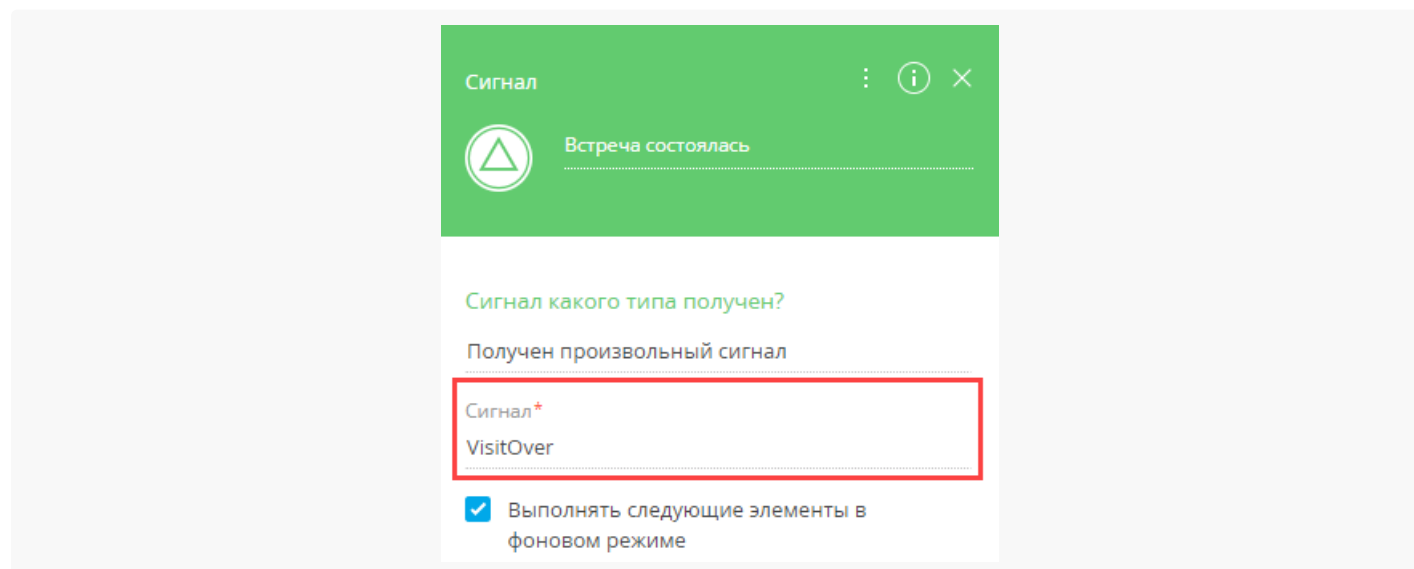 Сигнал
Встреча состоялась
Сигнал какого типа получен?
Получен произвольный сигнал
Сигнал*
VisitOver
Выполнять следующие элементы в
фоновом режиме